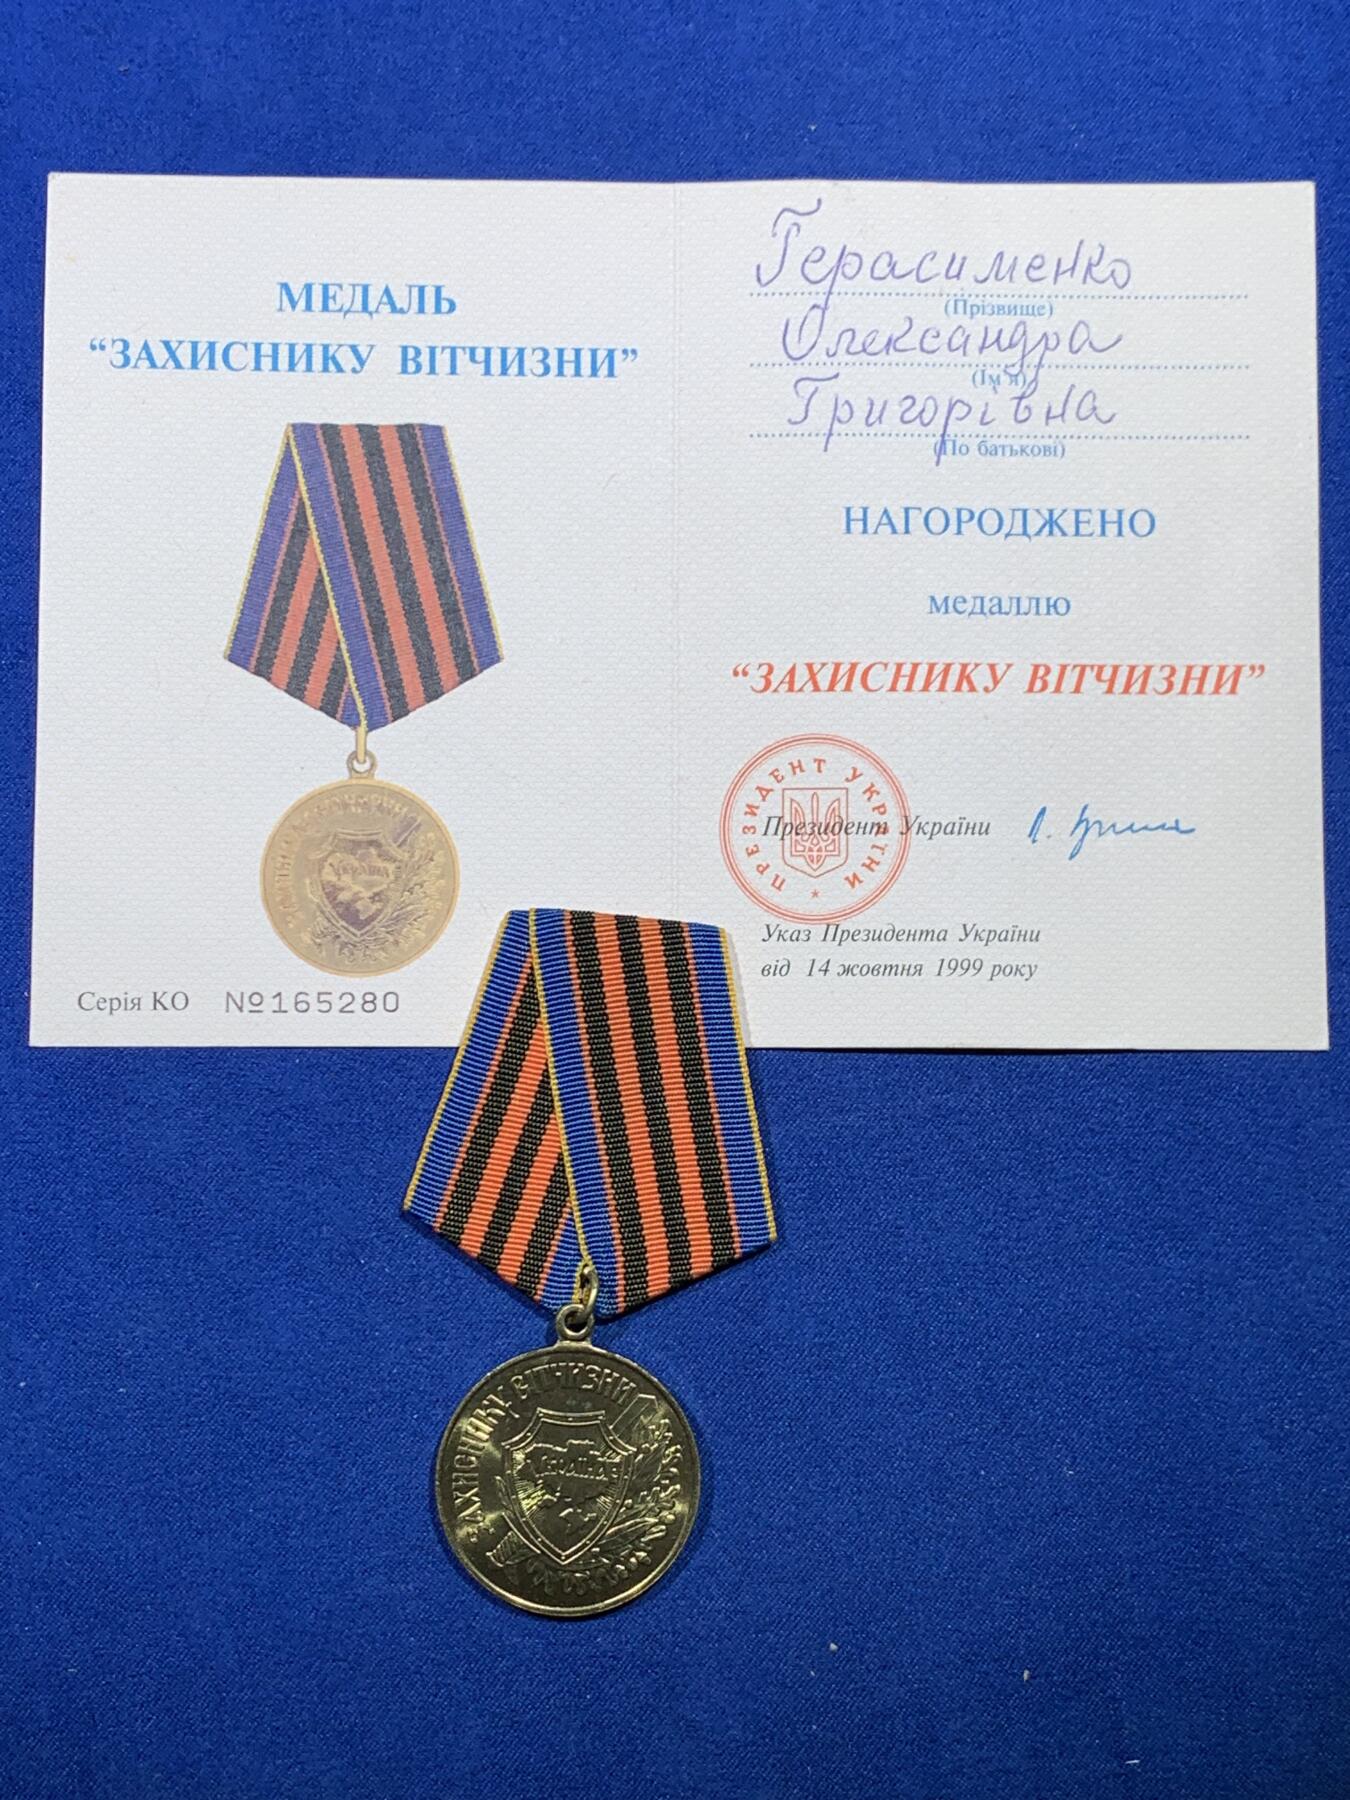 МЕДАЛЬ
“ЗАХИСНИКУ ВІТЧИЗНИ”
УКРАЇНА
Серія КО №165280
Герасименко
(Прізвище)
Олександра
(Ім'я)
Григорівна
(По батькові)
НАГОРОДЖЕНО
медаллю
“ЗАХИСНИКУ ВІТЧИЗНИ”
ПРЕЗИДЕНТ УКРАЇНИ
Президент України
Указ Президента України
від 14 жовтня 1999 року
ЗАХИСНИКУ ВІТЧИЗНИ
УКРАЇНА